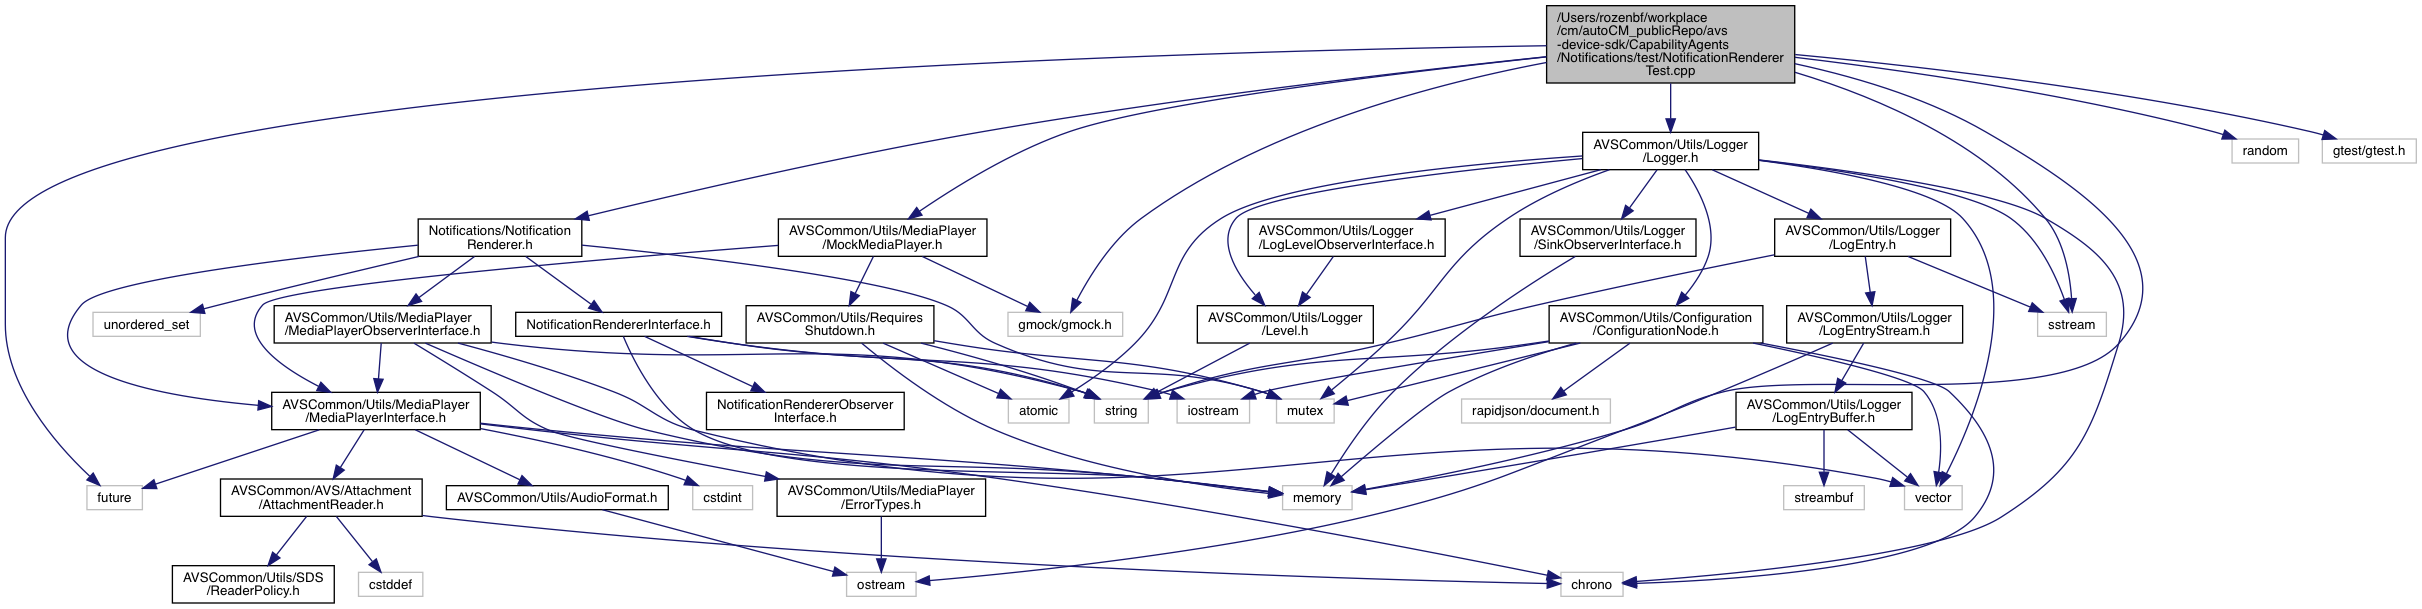 /Users/rozenbf/workplace
/cm/autoCM_publicRepo/avs
-device-sdk/CapabilityAgents
/Notifications/test/NotificationRenderer
Test.cpp
AVSCommon/Utils/Logger
/Logger.h
random
gtest/gtest.h
Notifications/Notification
Renderer.h
AVSCommon/Utils/MediaPlayer
/MockMediaPlayer.h
AVSCommon/Utils/Logger
/LogLevelObserverInterface.h
AVSCommon/Utils/Logger
/SinkObserverInterface.h
AVSCommon/Utils/Logger
/LogEntry.h
unordered_set
AVSCommon/Utils/MediaPlayer
/MediaPlayerObserverInterface.h
NotificationRendererInterface.h
AVSCommon/Utils/Requires
Shutdown.h
gmock/gmock.h
AVSCommon/Utils/Logger
/Level.h
AVSCommon/Utils/Configuration
/ConfigurationNode.h
AVSCommon/Utils/Logger
/LogEntryStream.h
sstream
AVSCommon/Utils/MediaPlayer
/MediaPlayerInterface.h
NotificationRendererObserver
Interface.h
atomic
string
iostream
mutex
rapidjson/document.h
AVSCommon/Utils/Logger
/LogEntryBuffer.h
future
AVSCommon/AVS/Attachment
/AttachmentReader.h
AVSCommon/Utils/AudioFormat.h
cstdint
AVSCommon/Utils/MediaPlayer
/ErrorTypes.h
memory
streambuf
vector
AVSCommon/Utils/SDS
/ReaderPolicy.h
cstddef
ostream
chrono